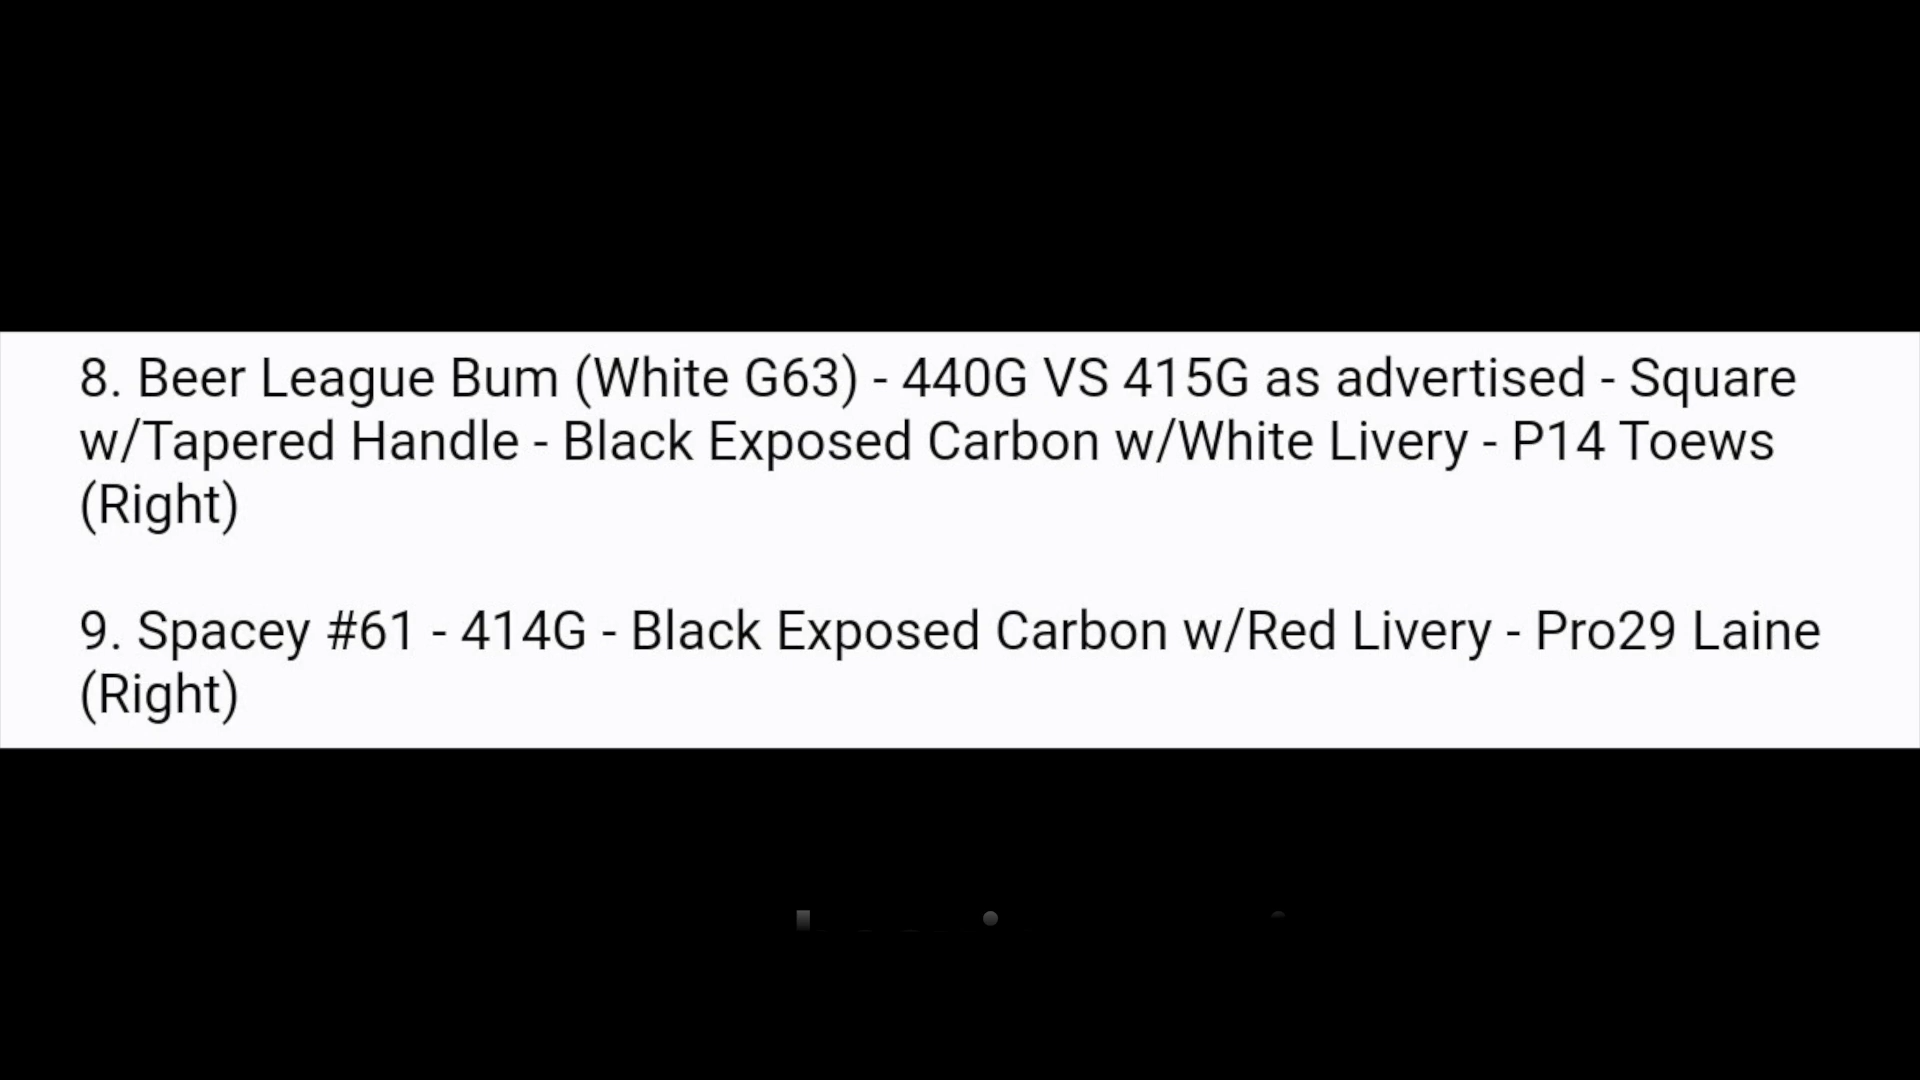 8. Beer League Bum (White G63) - 440G VS 415G as advertised - Square
w/Tapered Handle - Black Exposed Carbon w/White Livery - P14 Toews
(Right)
9. Spacey #61 - 414G - Black Exposed Carbon w/Red Livery - Pro29 Laine
(Right)